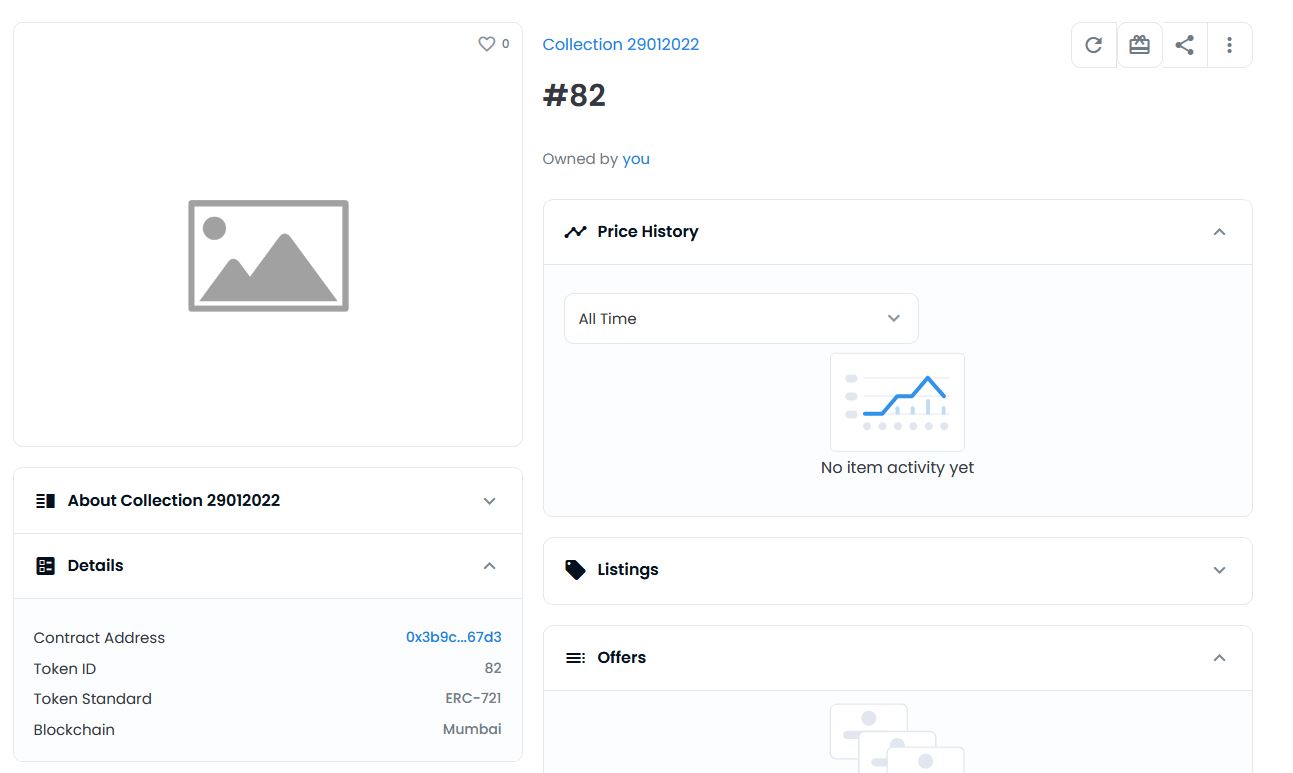 0
Collection 29012022
#82
Owned by you
Price History
All Time
No item activity yet
About Collection 29012022
Details
Contract Address 0x3b9c...67d3
Token ID 82
Token Standard ERC-721
Blockchain Mumbai
Listings
Offers